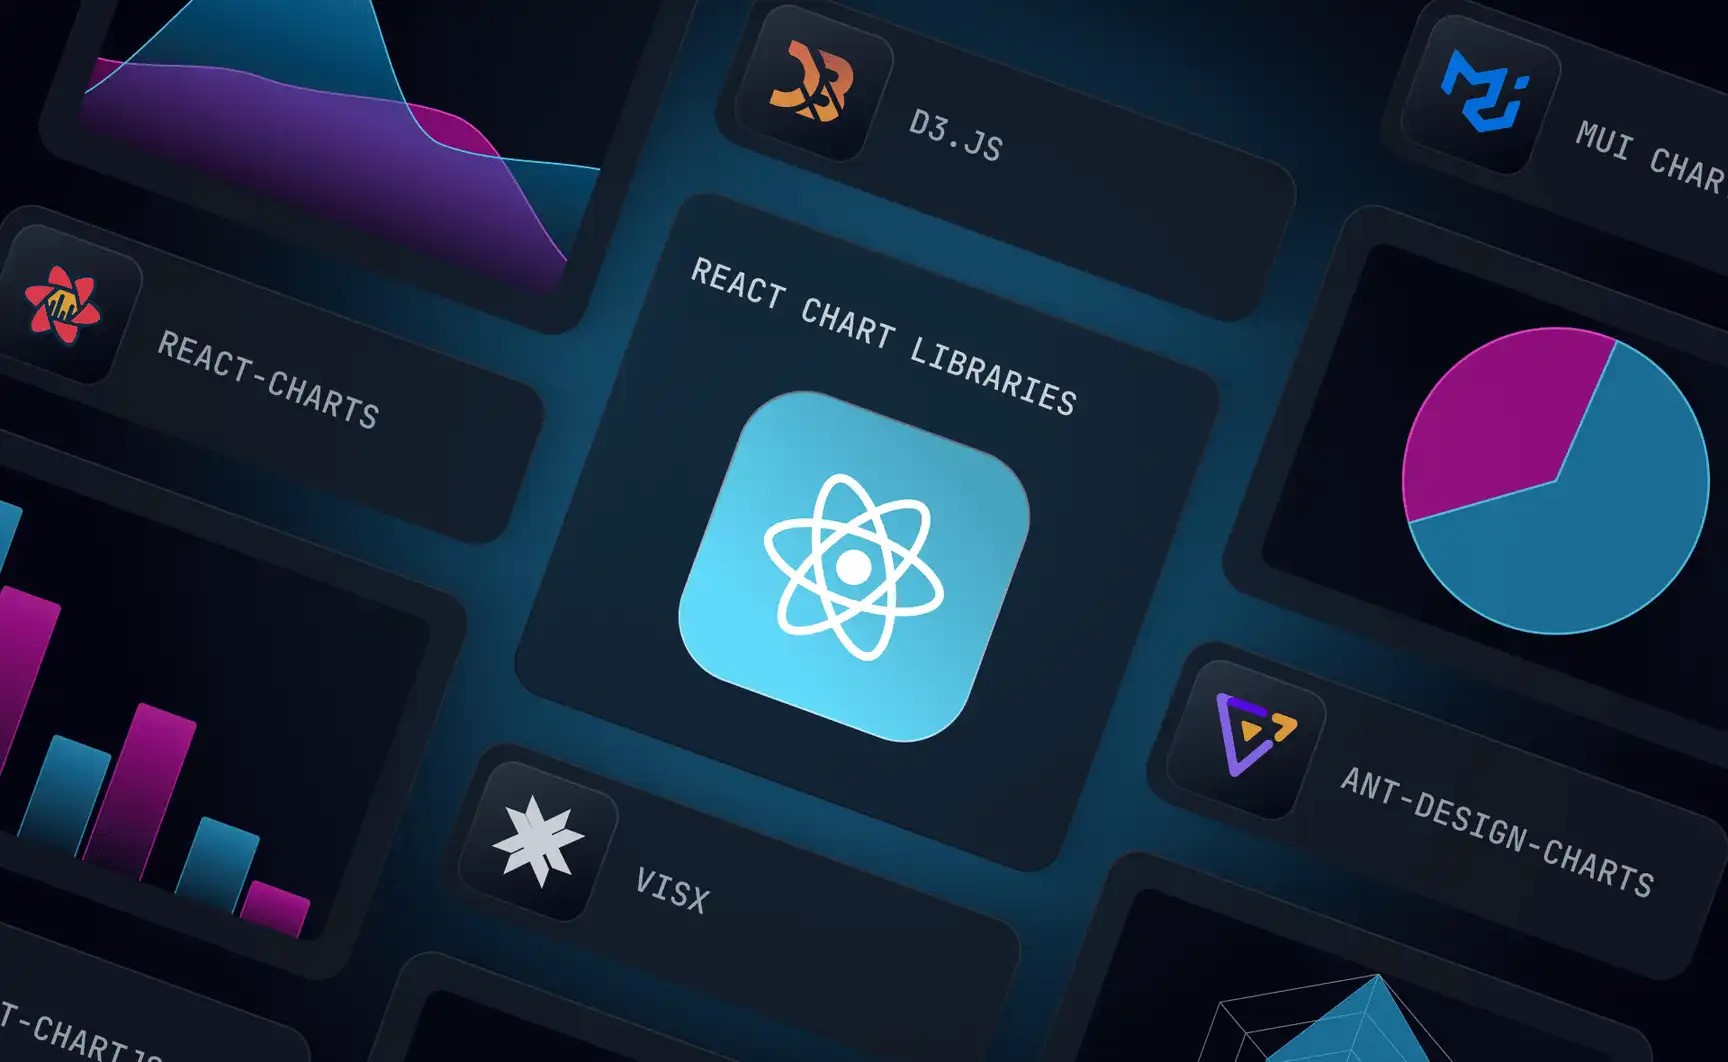 D3.JS
MUI CHAR
REACT CHART LIBRARIES
REACT-CHARTS
ANT-DESIGN-CHARTS
VISX
T-CHARTJS